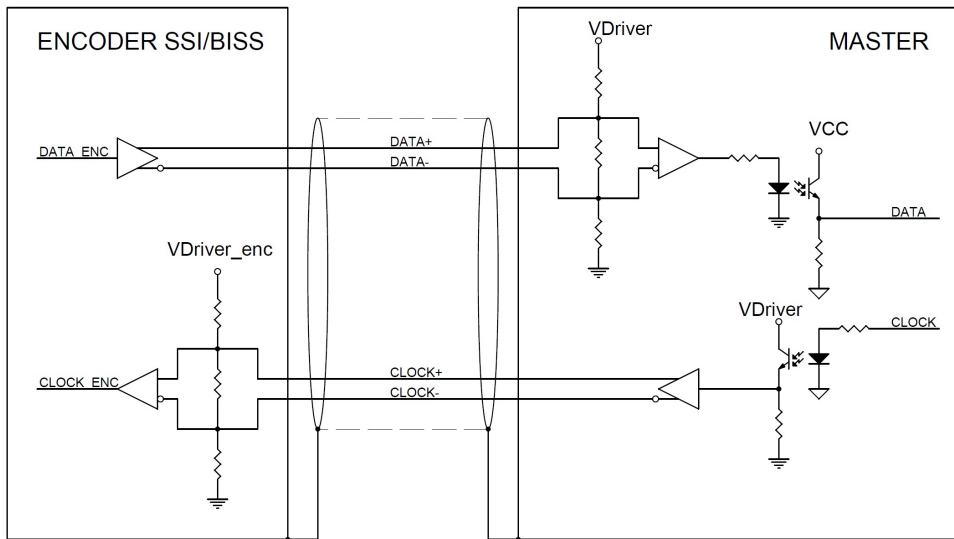 ENCODER SSI/BISS
MASTER
VDriver
VCC
DATA_ENC
DATA+
DATA-
DATA
VDriver_enc
VDriver
CLOCK
CLOCK_ENC
CLOCK+
CLOCK-